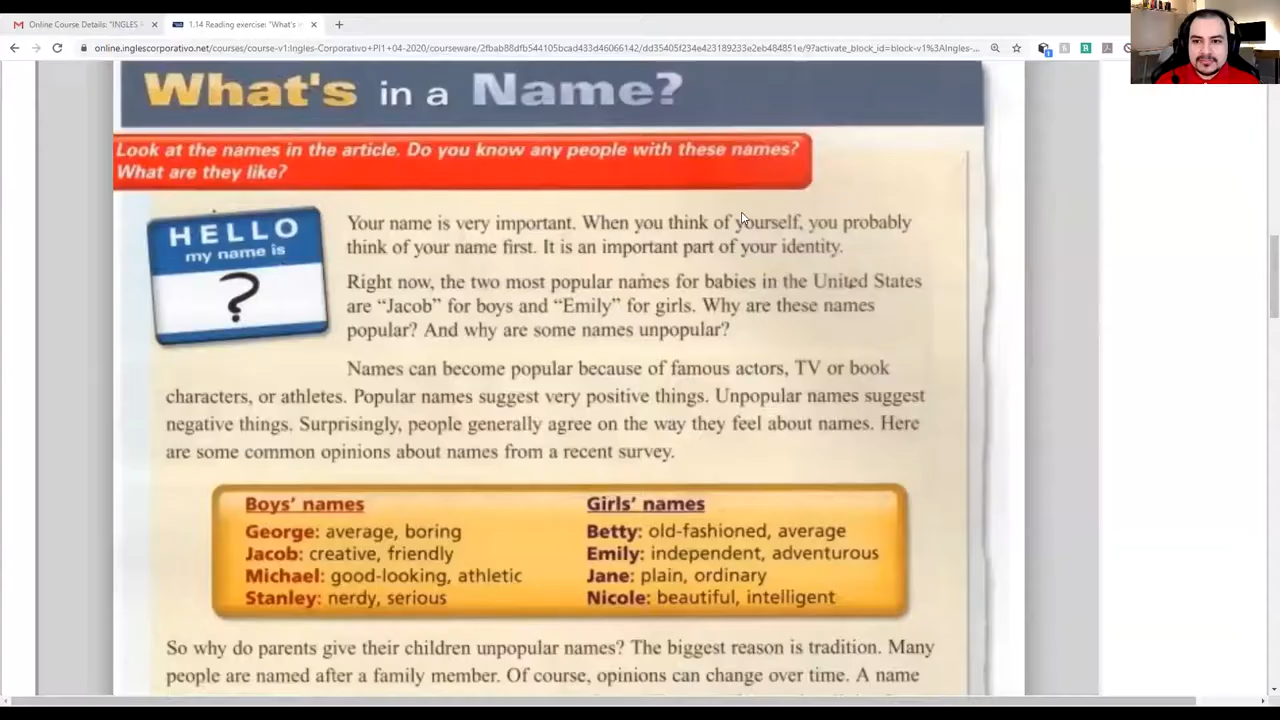 Online Course Details: "INGLES
1.14 Reading exercise: "What's i
online.inglescorporativo.net/courses/course-v1:Ingles-Corporativo+PI1+04-2020/courseware/2fbab88dfb544105bcad433d46066142/dd35405f234e423189233e2eb484851e/9?activate_block_id=block-v1%3AIngles-...
What's in a Name?
Look at the names in the article. Do you know any people with these names?
What are they like?
HELLO
my name is
?
Your name is very important. When you think of yourself, you probably
think of your name first. It is an important part of your identity.
Right now, the two most popular names for babies in the United States
are “Jacob” for boys and “Emily” for girls. Why are these names
popular? And why are some names unpopular?
Names can become popular because of famous actors, TV or book
characters, or athletes. Popular names suggest very positive things. Unpopular names suggest
negative things. Surprisingly, people generally agree on the way they feel about names. Here
are some common opinions about names from a recent survey.
Boys’ names
George: average, boring
Jacob: creative, friendly
Michael: good-looking, athletic
Stanley: nerdy, serious
Girls’ names
Betty: old-fashioned, average
Emily: independent, adventurous
Jane: plain, ordinary
Nicole: beautiful, intelligent
So why do parents give their children unpopular names? The biggest reason is tradition. Many
people are named after a family member. Of course, opinions can change over time. A name